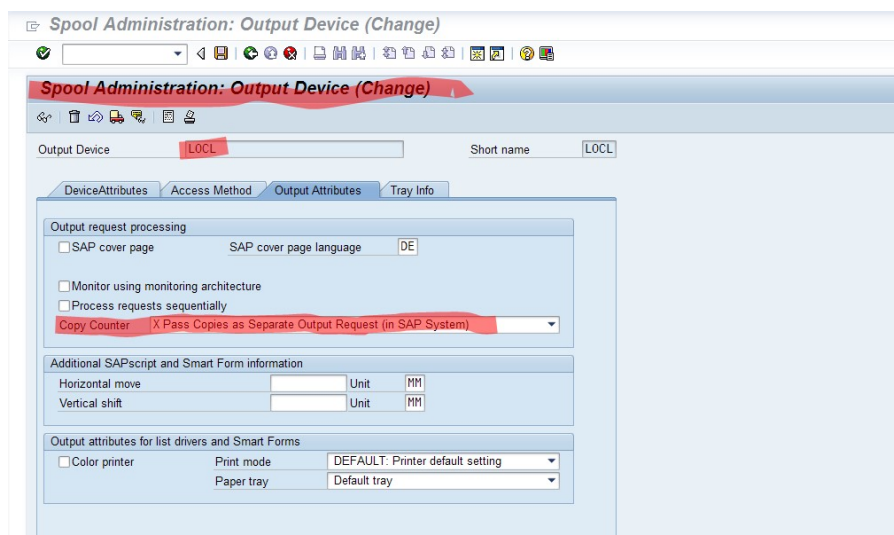 Spool Administration: Output Device (Change)
Spool Administration: Output Device (Change)
Output Device LOCL Short name LOCL
DeviceAttributes Access Method Output Attributes Tray Info
Output request processing
SAP cover page SAP cover page language DE
Monitor using monitoring architecture
Process requests sequentially
Copy Counter X Pass Copies as Separate Output Request (in SAP System)
Additional SAPscript and Smart Form information
Horizontal move Unit MM
Vertical shift Unit MM
Output attributes for list drivers and Smart Forms
Color printer Print mode DEFAULT: Printer default setting
Paper tray Default tray